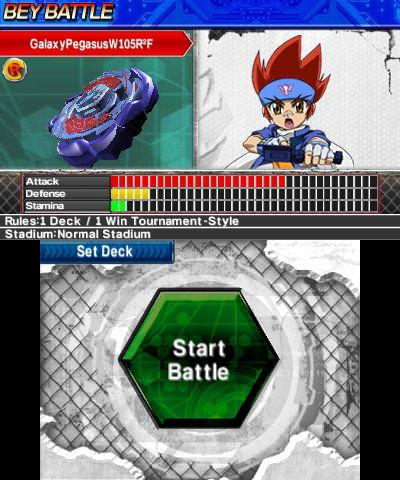 BEY BATTLE
GalaxyPegasusW105R²F
R
Attack
Defense
Stamina
Rules:1 Deck / 1 Win Tournament-Style
Stadium:Normal Stadium
Set Deck
Start
Battle